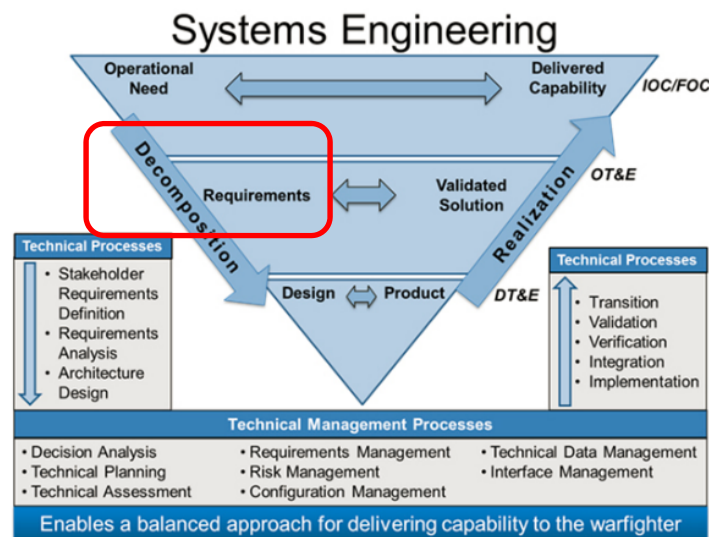 Systems Engineering
Operational
Need
Delivered
Capability
IOC/FOC
Decomposition
Requirements
Validated
Solution
Realization
OT&E
Design
Product
DT&E
Technical Processes
• Stakeholder
Requirements
Definition
• Requirements
Analysis
• Architecture
Design
Technical Processes
• Transition
• Validation
• Verification
• Integration
• Implementation
Technical Management Processes
• Decision Analysis
• Technical Planning
• Technical Assessment
• Requirements Management
• Risk Management
• Configuration Management
• Technical Data Management
• Interface Management
Enables a balanced approach for delivering capability to the warfighter